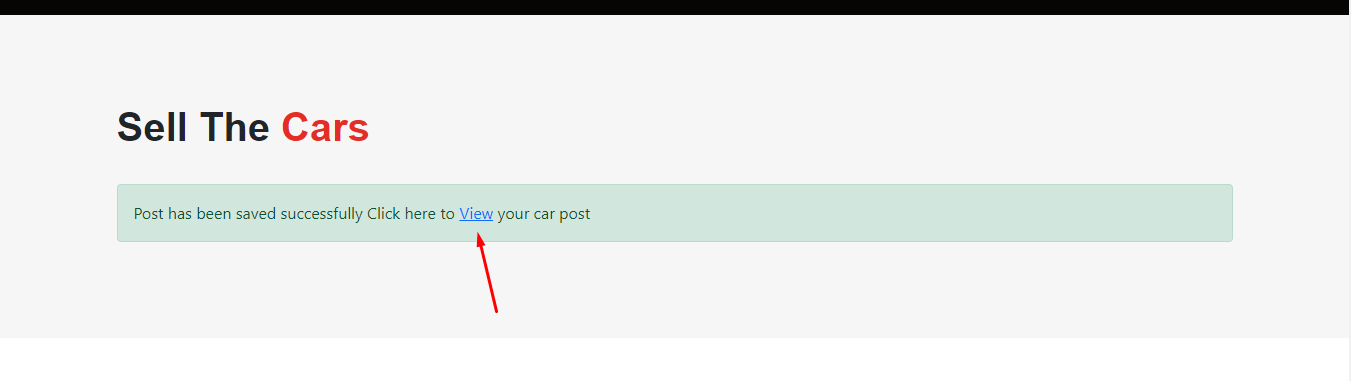 Sell The Cars
Post has been saved successfully Click here to View your car post